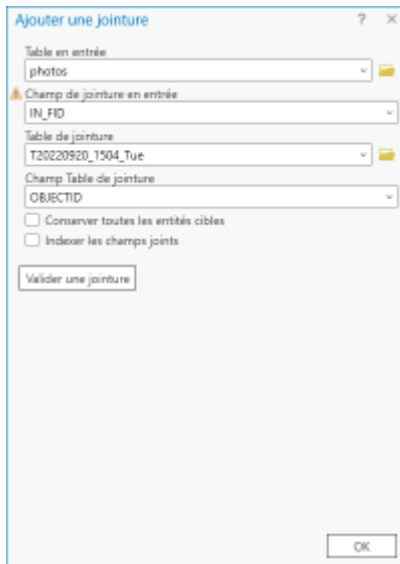 Ajouter une jointure ? ×
Table en entrée
photos
Champ de jointure en entrée
IN_FID
Table de jointure
T20220920_1504_Tue
Champ Table de jointure
OBJECTID
Conserver toutes les entités cibles
Indexer les champs joints
Valider une jointure
OK